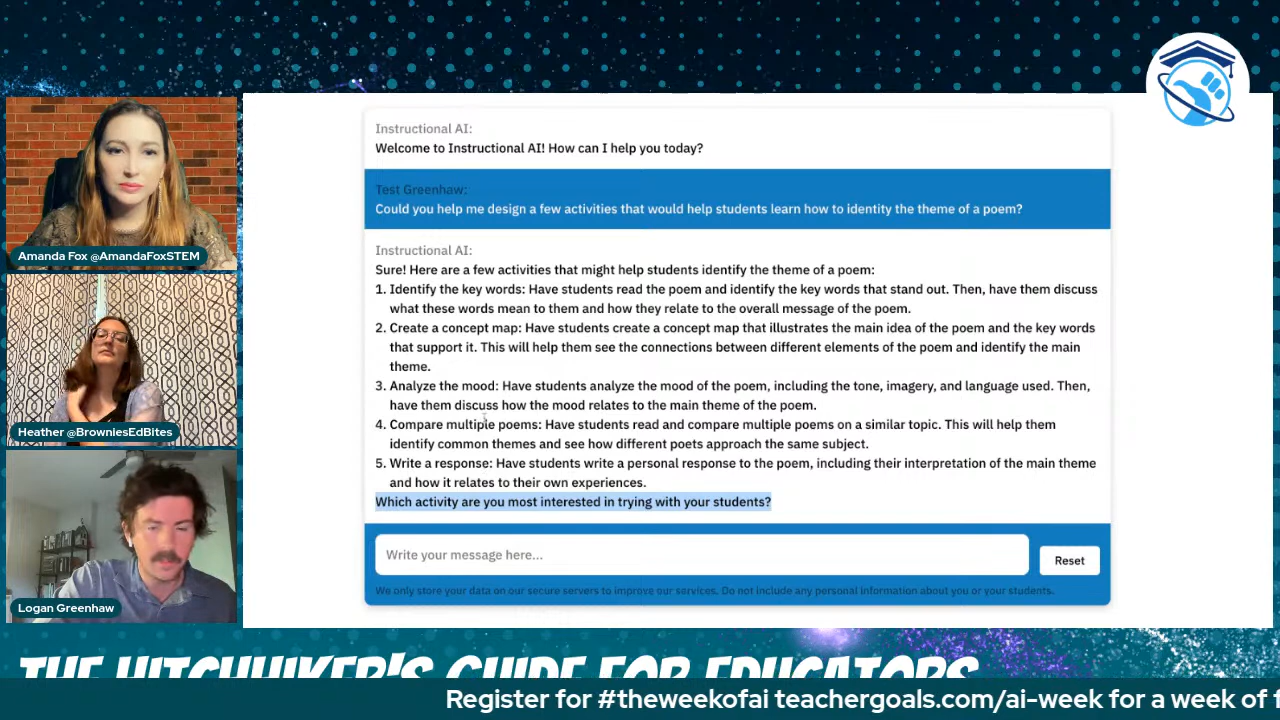 Instructional AI:
Welcome to Instructional AI! How can I help you today?
Test Greenhaw:
Could you help me design a few activities that would help students learn how to identity the theme of a poem?
Instructional AI:
Sure! Here are a few activities that might help students identify the theme of a poem:
1. Identify the key words: Have students read the poem and identify the key words that stand out. Then, have them discuss
what these words mean to them and how they relate to the overall message of the poem.
2. Create a concept map: Have students create a concept map that illustrates the main idea of the poem and the key words
that support it. This will help them see the connections between different elements of the poem and identify the main
theme.
3. Analyze the mood: Have students analyze the mood of the poem, including the tone, imagery, and language used. Then,
have them discuss how the mood relates to the main theme of the poem.
4. Compare multiple poems: Have students read and compare multiple poems on a similar topic. This will help them
identify common themes and see how different poets approach the same subject.
5. Write a response: Have students write a personal response to the poem, including their interpretation of the main theme
and how it relates to their own experiences.
Which activity are you most interested in trying with your students?
Write your message here...
Reset
We only store your data on our secure servers to improve our services. Do not include any personal information about you or your students.
Amanda Fox @AmandaFoxSTEM
Heather @BrowniesEdBites
Logan Greenhaw
THE HITCHHIKER'S GUIDE FOR EDUCATORS
Register for #theweekofai teachergoals.com/ai-week for a week of